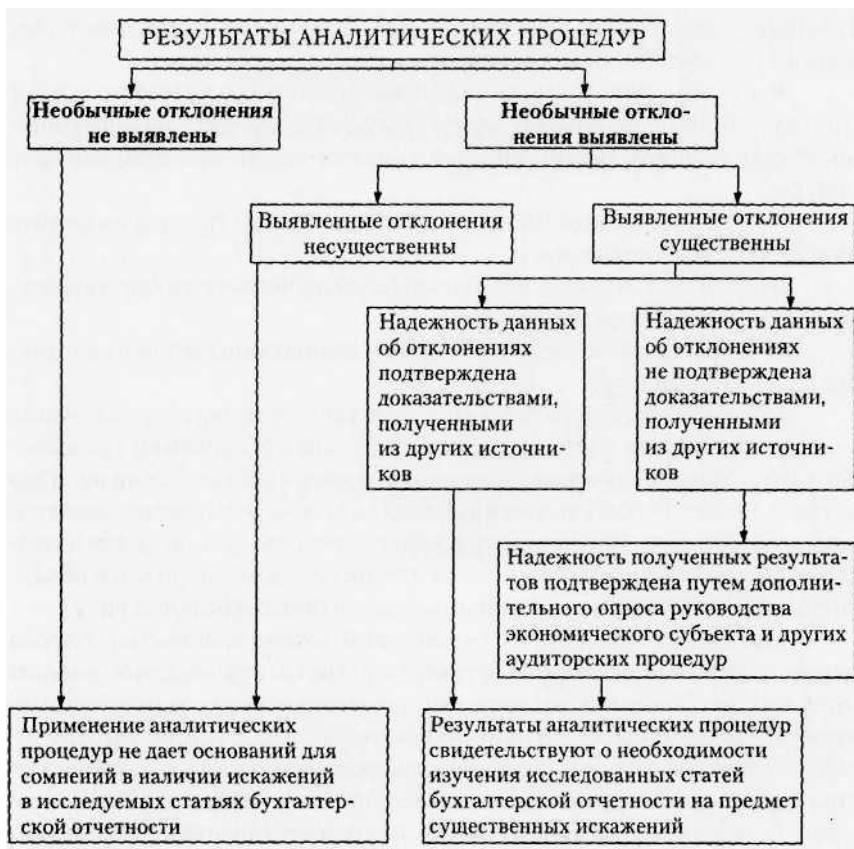 РЕЗУЛЬТАТЫ АНАЛИТИЧЕСКИХ ПРОЦЕДУР
Необычные отклонения
не выявлены
Необычные откло-
нения выявлены
Выявленные отклонения
несущественны
Выявленные отклонения
существенны
Надежность данных
об отклонениях
подтверждена
доказательствами,
полученными
из других источни-
ков
Надежность данных
об отклонениях
не подтверждена
доказательствами,
полученными
из других источни-
ков
Надежность полученных результа-
тов подтверждена путем дополни-
тельного опроса руководства
экономического субъекта и других
аудиторских процедур
Применение аналитических
процедур не дает оснований для
сомнений в наличии искажений
в исследуемых статьях бухгалтер-
ской отчетности
Результаты аналитических процедур
свидетельствуют о необходимости
изучения исследованных статей
бухгалтерской отчетности на предмет
существенных искажений